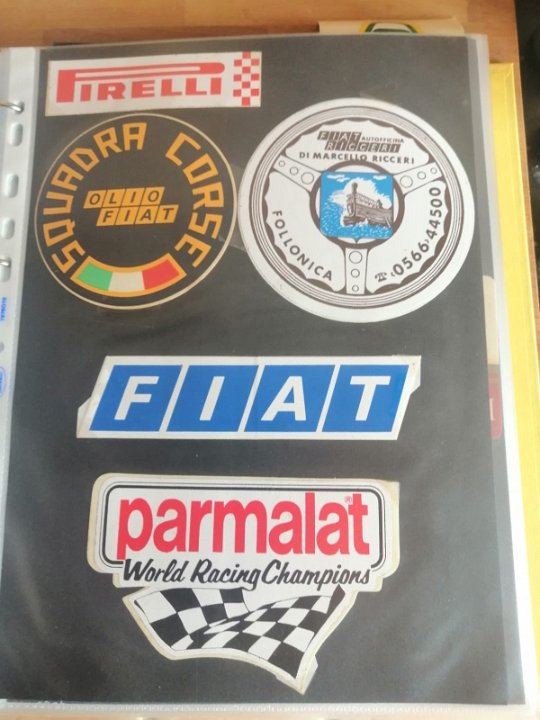 PIRELLI
SQUADRA CORSE
OLIO
FIAT
FIAT AUTOFFICINA
RICCERI
DI MARCELLO RICCERI
FOLLONICA
☎ 0566-44500
FIAT
parmalat®
World Racing Champions